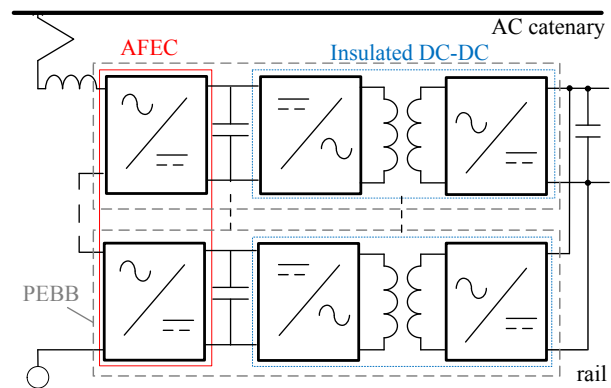 AC catenary
AFEC
Insulated DC-DC
PEBB
rail